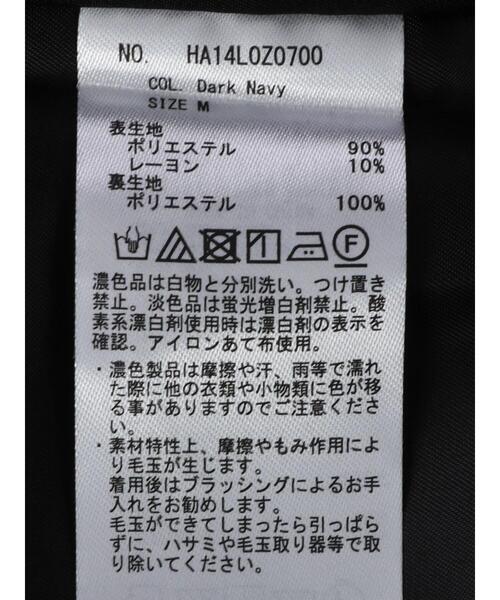 NO. HA14L0Z0700
COL. Dark Navy
SIZE M
表生地
ポリエステル 90%
レーヨン 10%
裏生地
ポリエステル 100%
F
濃色品は白物と分別洗い。つけ置き
禁止。淡色品は蛍光増白剤禁止。酸
素系漂白剤使用時は漂白剤の表示を
確認。アイロンあて布使用。
・濃色製品は摩擦や汗、雨等で濡れ
た際に他の衣類や小物類に色が移
る事がありますのでご注意くださ
い。
・素材特性上、摩擦やもみ作用によ
り毛玉が生じます。
着用後はブラッシングによるお手
入れをお勧めします。
毛玉ができてしまったら引っぱら
ずに、ハサミや毛玉取り器等で取
り除いてください。